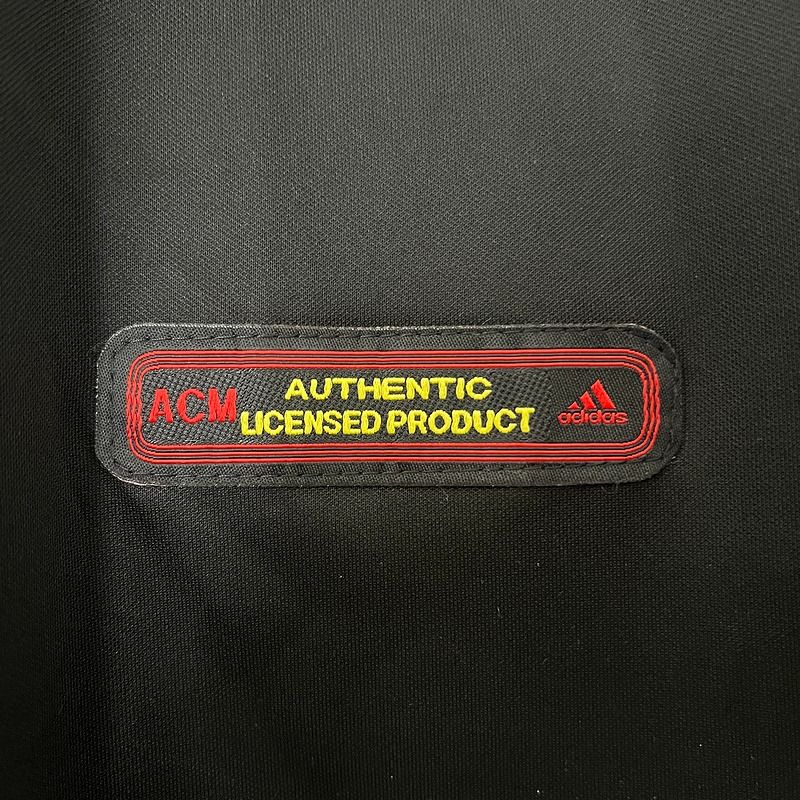 ACM
AUTHENTIC
LICENSED PRODUCT
adidas